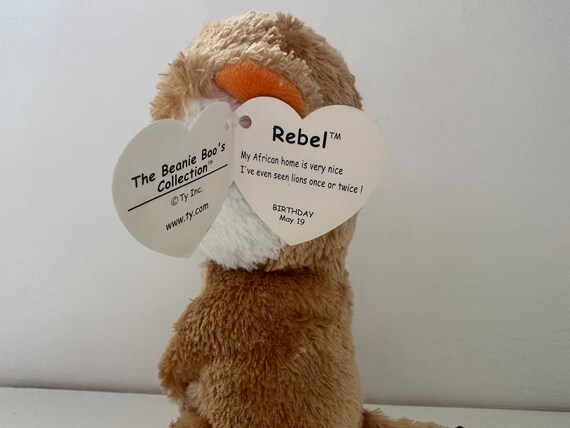 The Beanie Boo's
Collection™
© Ty Inc.
www.ty.com
Rebel™
My African home is very nice
I've even seen lions once or twice !
BIRTHDAY
May 19